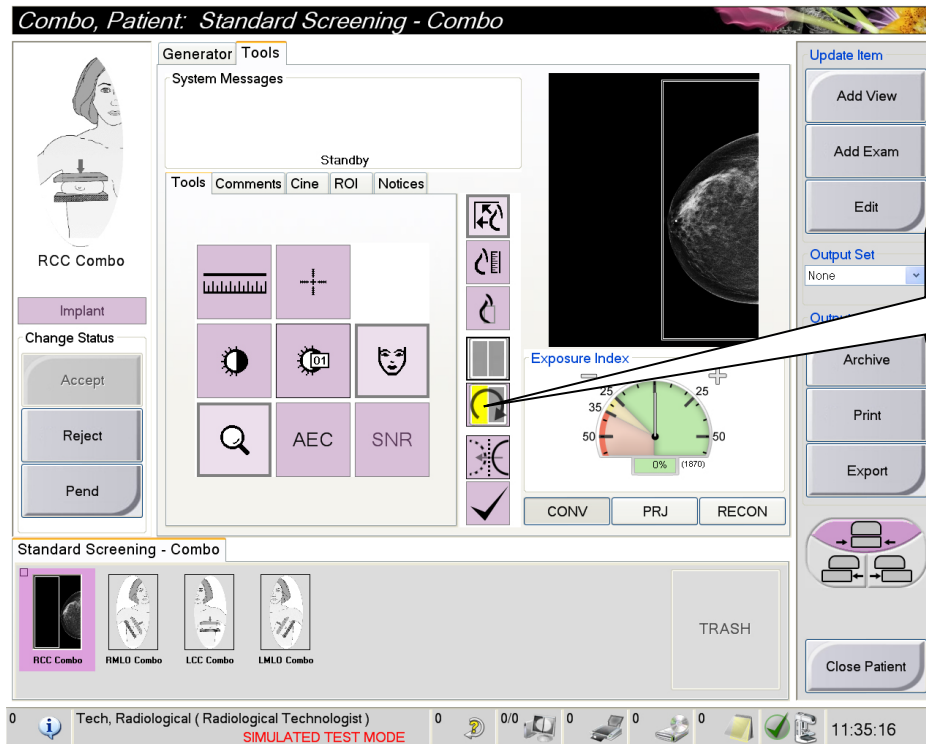 Combo, Patient: Standard Screening - Combo
Generator Tools
System Messages
Standby
Tools Comments Cine ROI Notices
01
AEC SNR
RCC Combo
Implant
Change Status
Accept
Reject
Pend
Exposure Index
25 25
35
50 50
0% (1870)
CONV PRJ RECON
Update Item
Add View
Add Exam
Edit
Output Set
None
Archive
Print
Export
Close Patient
Standard Screening - Combo
RCC Combo RMLO Combo LCC Combo LMLO Combo
TRASH
0 Tech, Radiological ( Radiological Technologist ) 0 0/0 0 0 0 11:35:16
SIMULATED TEST MODE